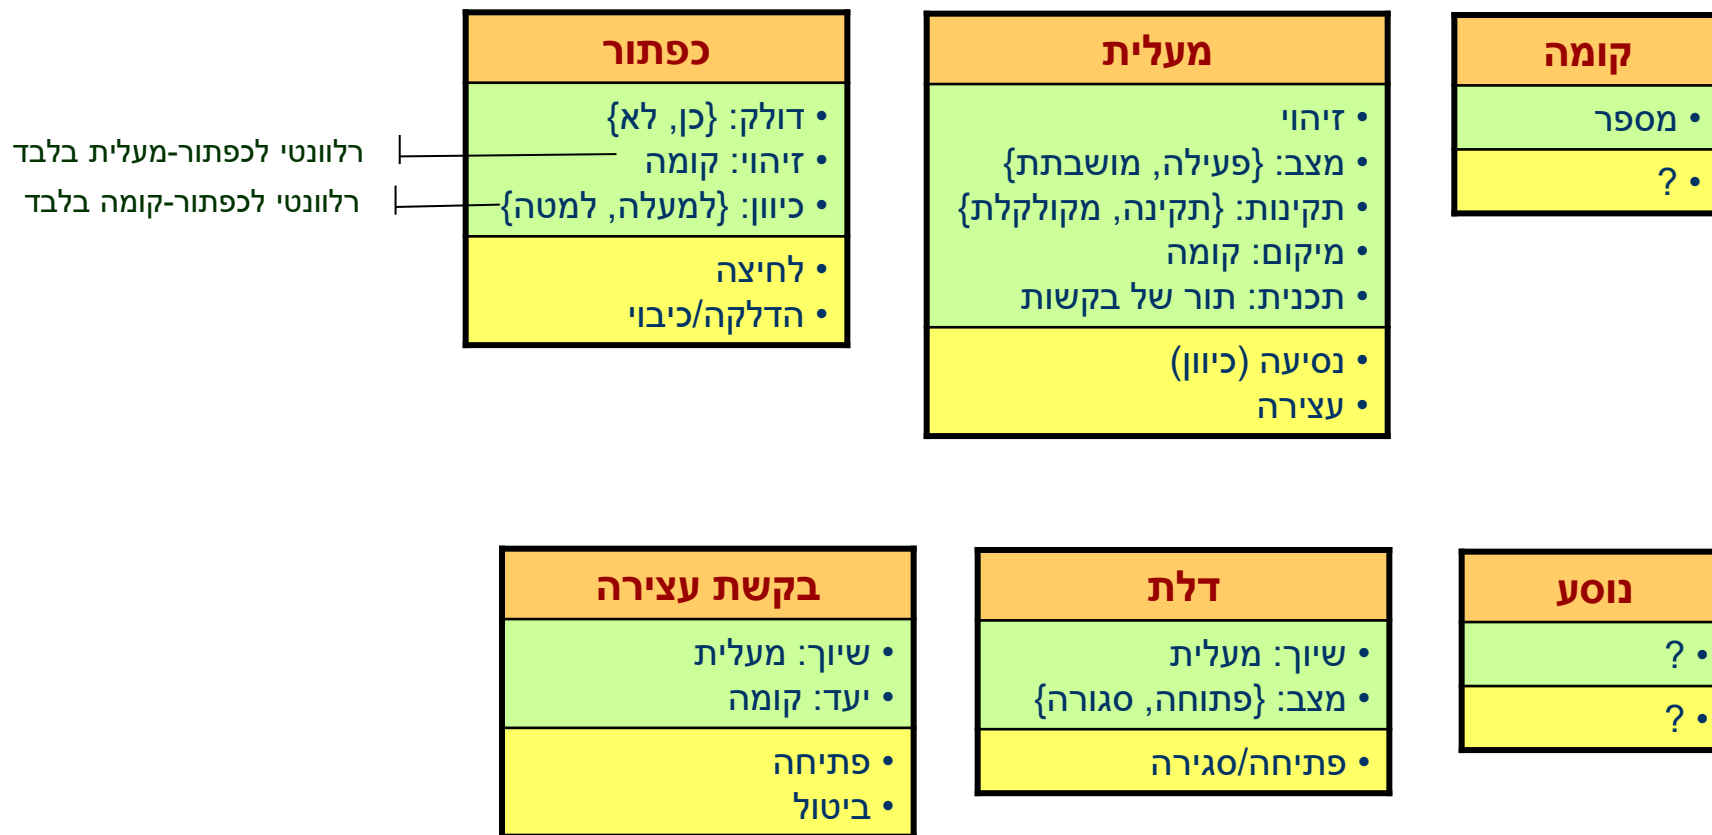 קומה
• מספר
• ?
מעלית
• זיהוי
• מצב: {פעילה, מושבתת}
• תקינות: {תקינה, מקולקלת}
• מיקום: קומה
• תכנית: תור של בקשות
• נסיעה (כיוון)
• עצירה
כפתור
• דולק: {כן, לא}
• זיהוי: קומה
• כיוון: {למעלה, למטה}
• לחיצה
• הדלקה/כיבוי
רלוונטי לכפתור-מעלית בלבד
רלוונטי לכפתור-קומה בלבד
נוסע
• ?
• ?
דלת
• שיוך: מעלית
• מצב: {פתוחה, סגורה}
• פתיחה/סגירה
בקשת עצירה
• שיוך: מעלית
• יעד: קומה
• פתיחה
• ביטול